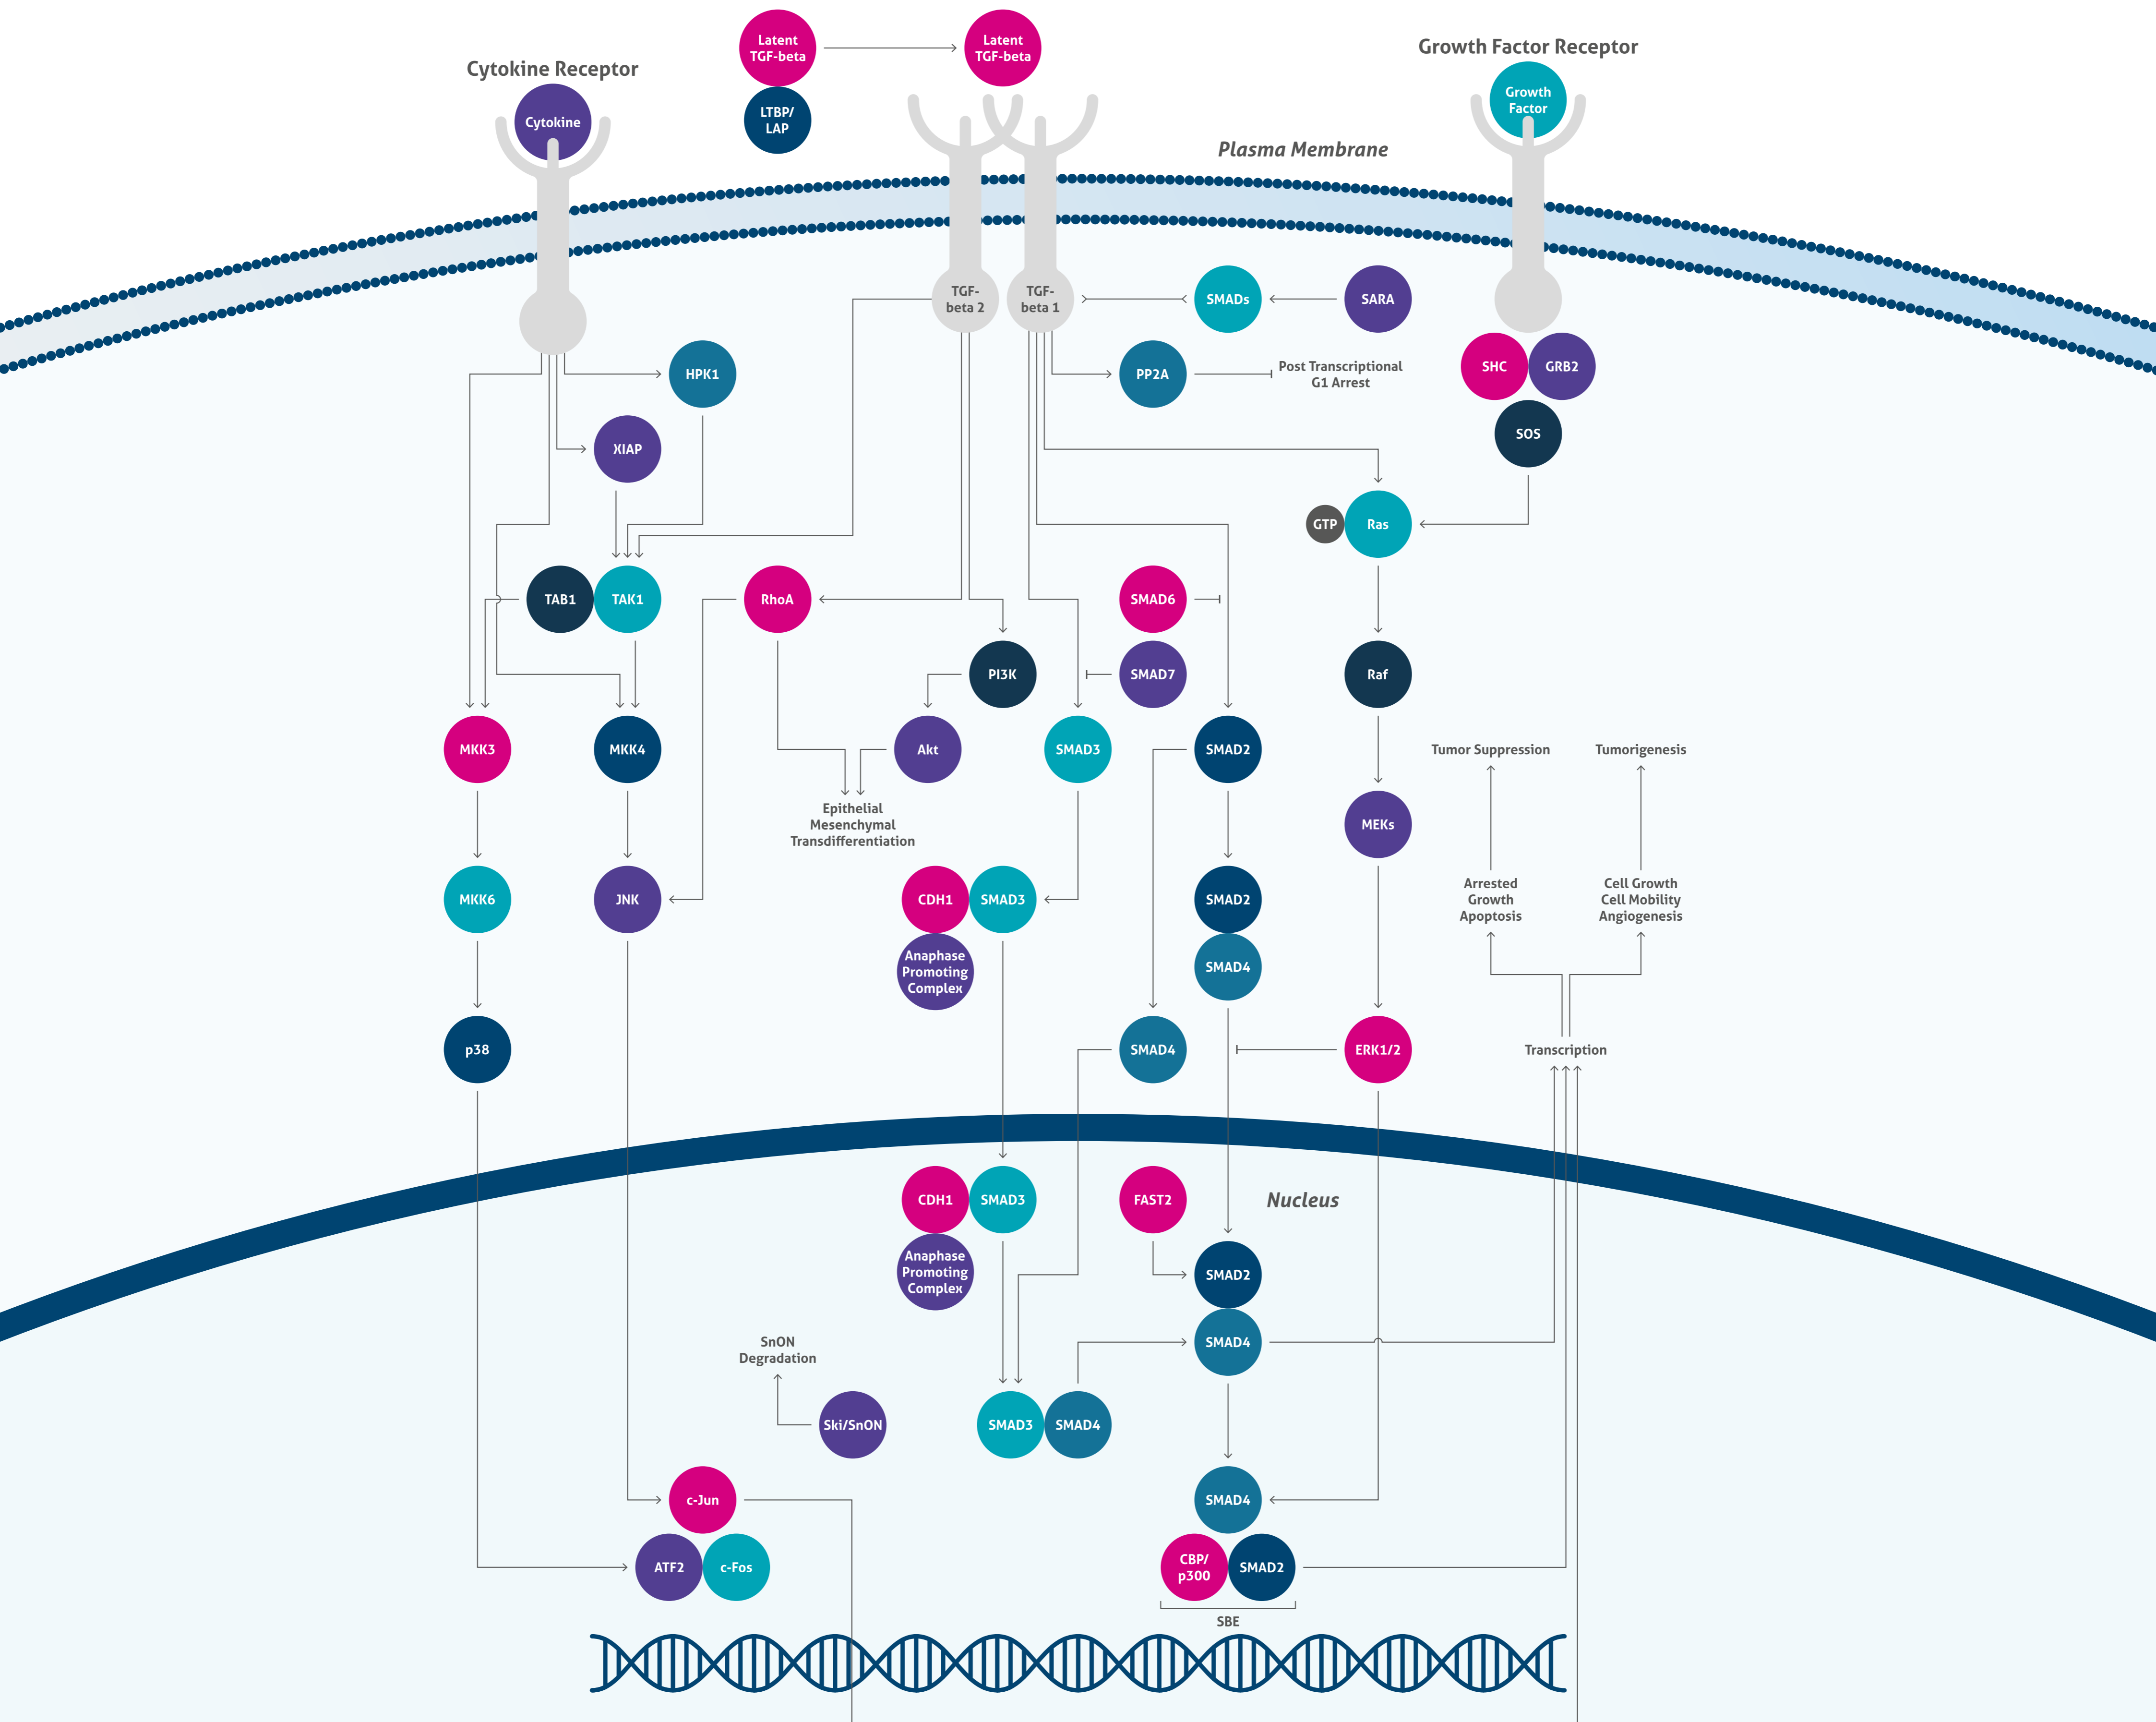 Latent
TGF-beta
Latent
TGF-beta
Growth Factor Receptor
Cytokine Receptor
Growth
Factor
Cytokine
LTBP/
LAP
Plasma Membrane
TGF-
beta 2
TGF-
beta 1
SMADs
SARA
HPK1
PP2A
Post Transcriptional
G1 Arrest
SHC
GRB2
XIAP
SOS
GTP
Ras
TAB1
TAK1
RhoA
SMAD6
PI3K
SMAD7
Raf
MKK3
MKK4
Akt
SMAD3
SMAD2
Tumor Suppression
Tumorigenesis
Epithelial
Mesenchymal
Transdifferentiation
MEKs
MKK6
JNK
CDH1
SMAD3
SMAD2
Arrested
Growth
Apoptosis
Cell Growth
Cell Mobility
Angiogenesis
Anaphase
Promoting
Complex
SMAD4
p38
SMAD4
ERK1/2
Transcription
CDH1
SMAD3
FAST2
Nucleus
Anaphase
Promoting
Complex
SMAD2
SnON
Degradation
SMAD4
Ski/SnON
SMAD3
SMAD4
c-Jun
SMAD4
ATF2
c-Fos
CBP/
p300
SMAD2
SBE